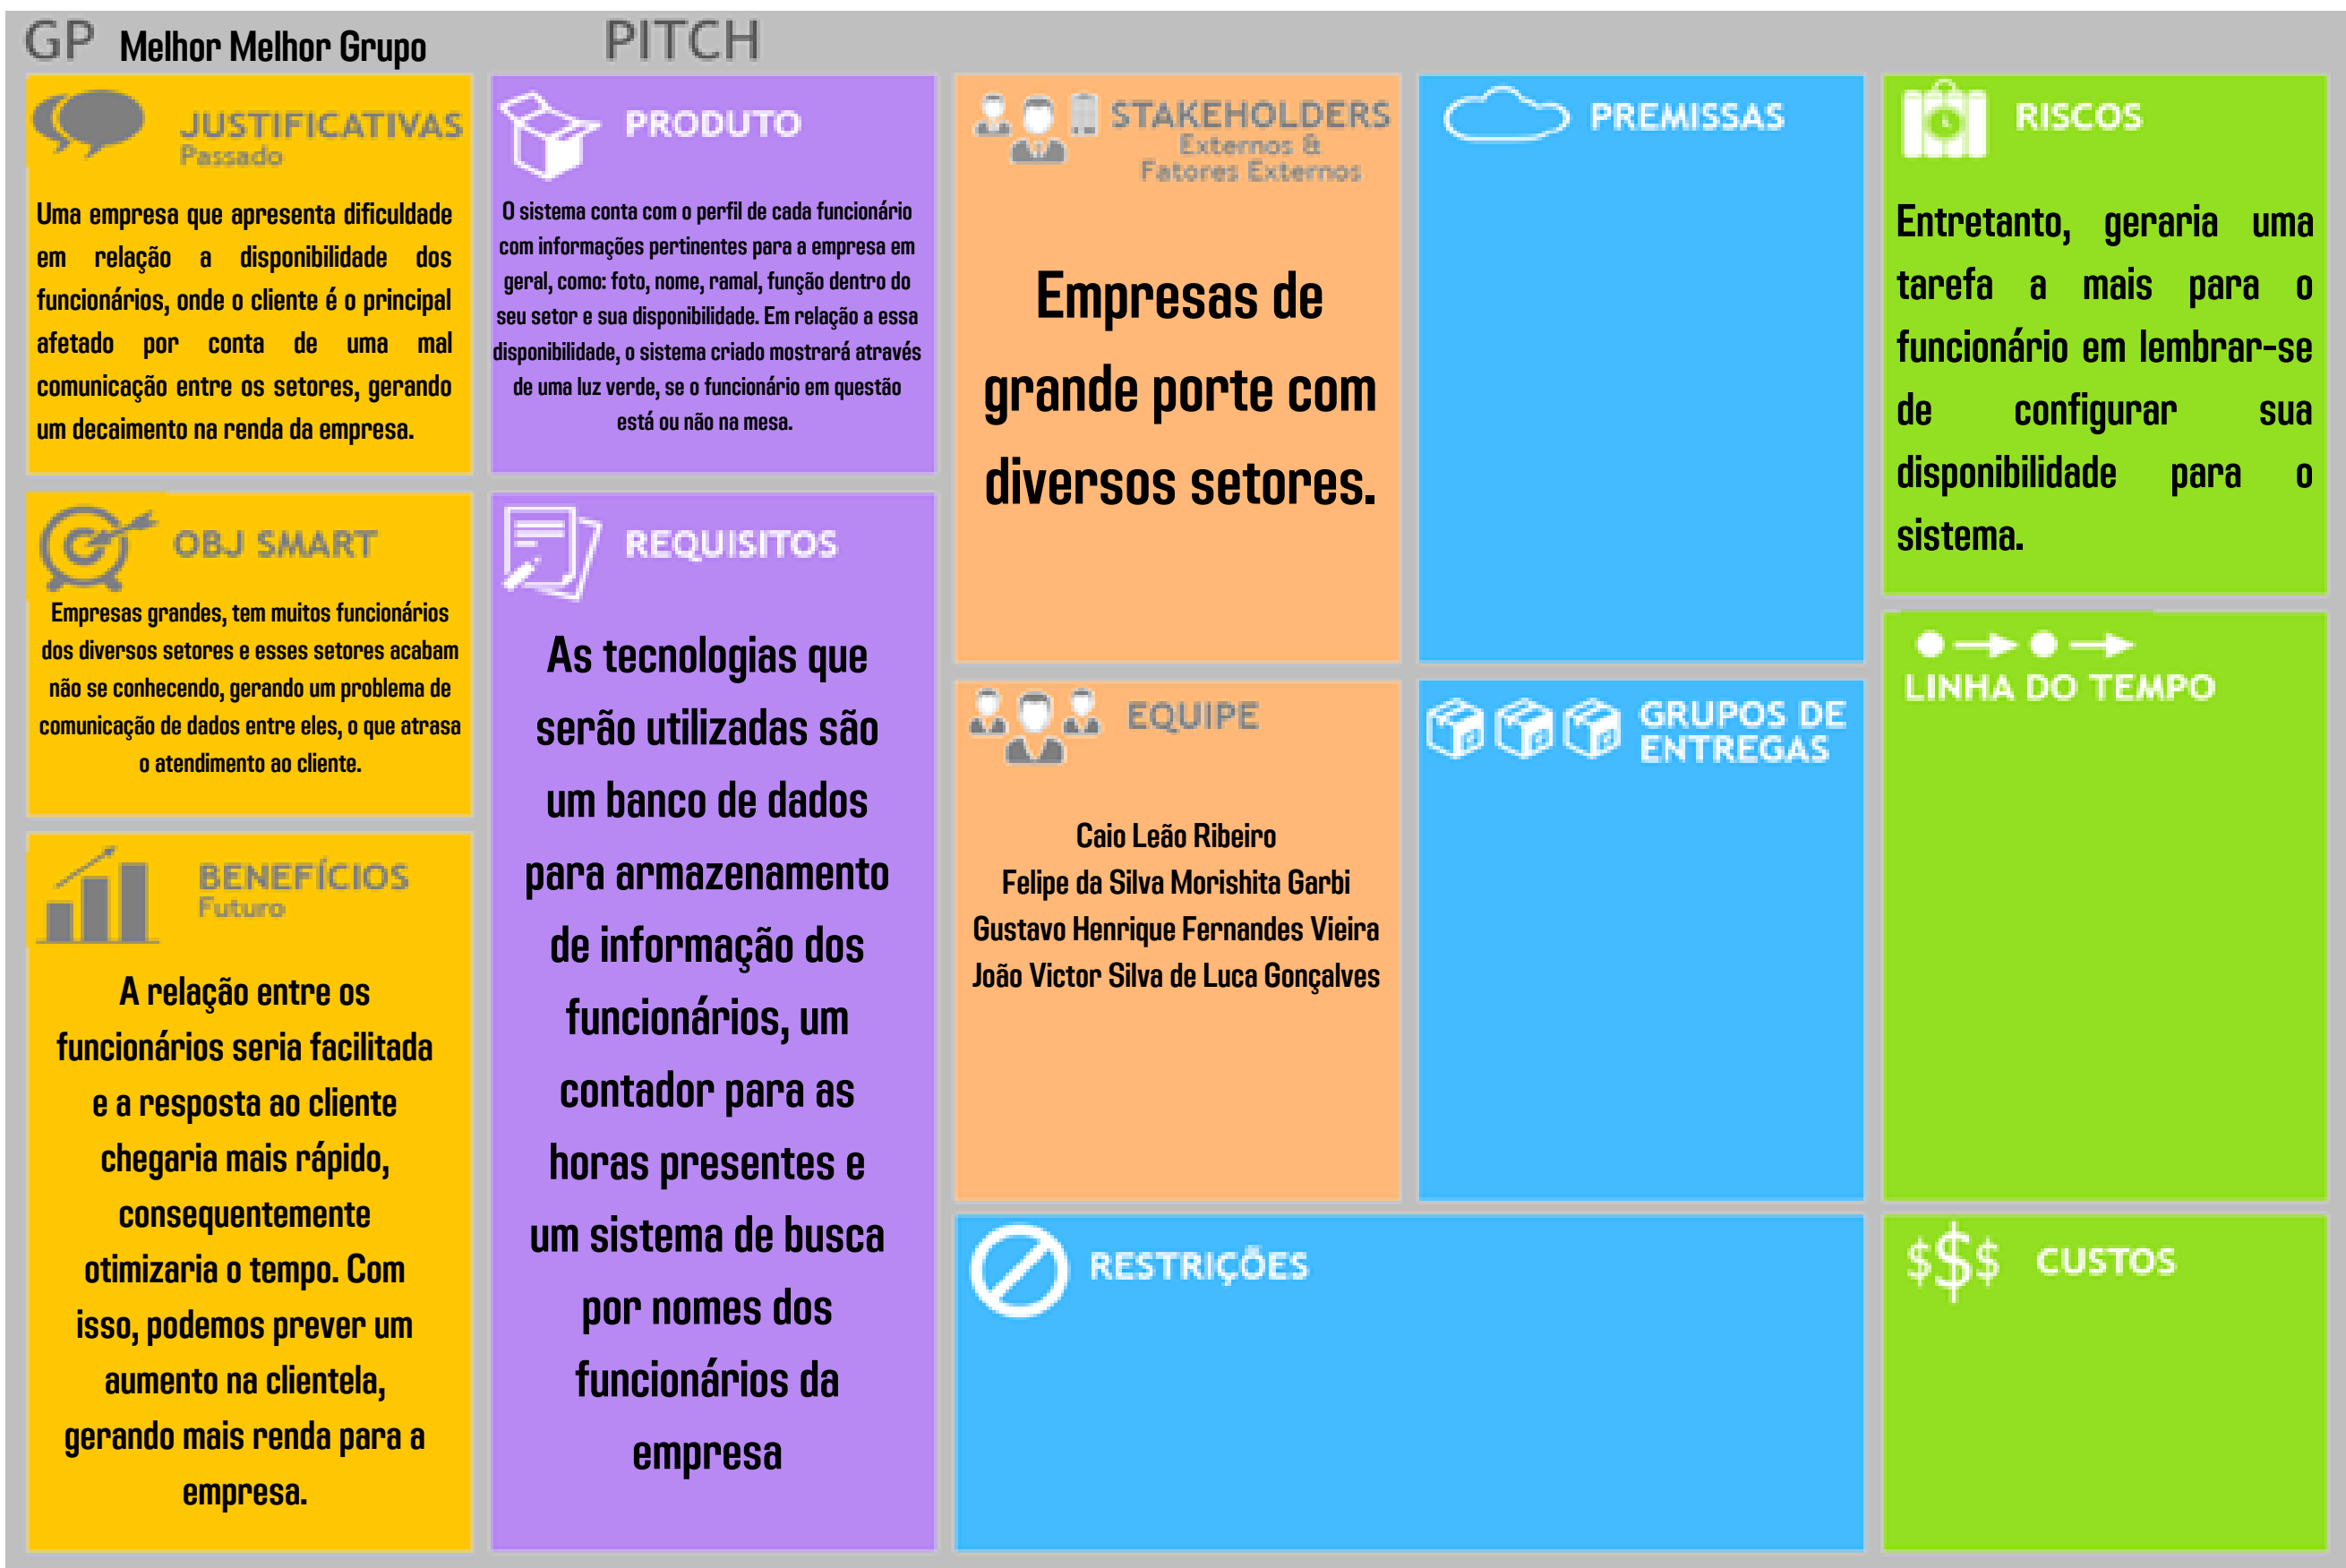 GP Melhor Melhor Grupo
PITCH
JUSTIFICATIVAS
Passado
Uma empresa que apresenta dificuldade
em relação a disponibilidade dos
funcionários, onde o cliente é o principal
afetado por conta de uma mal
comunicação entre os setores, gerando
um decaimento na renda da empresa.
OBJ SMART
Empresas grandes, tem muitos funcionários
dos diversos setores e esses setores acabam
não se conhecendo, gerando um problema de
comunicação de dados entre eles, o que atrasa
o atendimento ao cliente.
BENEFÍCIOS
Futuro
A relação entre os
funcionários seria facilitada
e a resposta ao cliente
chegaria mais rápido,
consequentemente
otimizaria o tempo. Com
isso, podemos prever um
aumento na clientela,
gerando mais renda para a
empresa.
PRODUTO
O sistema conta com o perfil de cada funcionário
com informações pertinentes para a empresa em
geral, como: foto, nome, ramal, função dentro do
seu setor e sua disponibilidade. Em relação a essa
disponibilidade, o sistema criado mostrará através
de uma luz verde, se o funcionário em questão
está ou não na mesa.
REQUISITOS
As tecnologias que
serão utilizadas são
um banco de dados
para armazenamento
de informação dos
funcionários, um
contador para as
horas presentes e
um sistema de busca
por nomes dos
funcionários da
empresa
STAKEHOLDERS
Externos &
Fatores Externos
Empresas de
grande porte com
diversos setores.
EQUIPE
Caio Leão Ribeiro
Felipe da Silva Morishita Garbi
Gustavo Henrique Fernandes Vieira
João Victor Silva de Luca Gonçalves
PREMISSAS
GRUPOS DE
ENTREGAS
RESTRIÇÕES
RISCOS
Entretanto, geraria uma
tarefa a mais para o
funcionário em lembrar-se
de configurar sua
disponibilidade para o
sistema.
LINHA DO TEMPO
$$$ CUSTOS